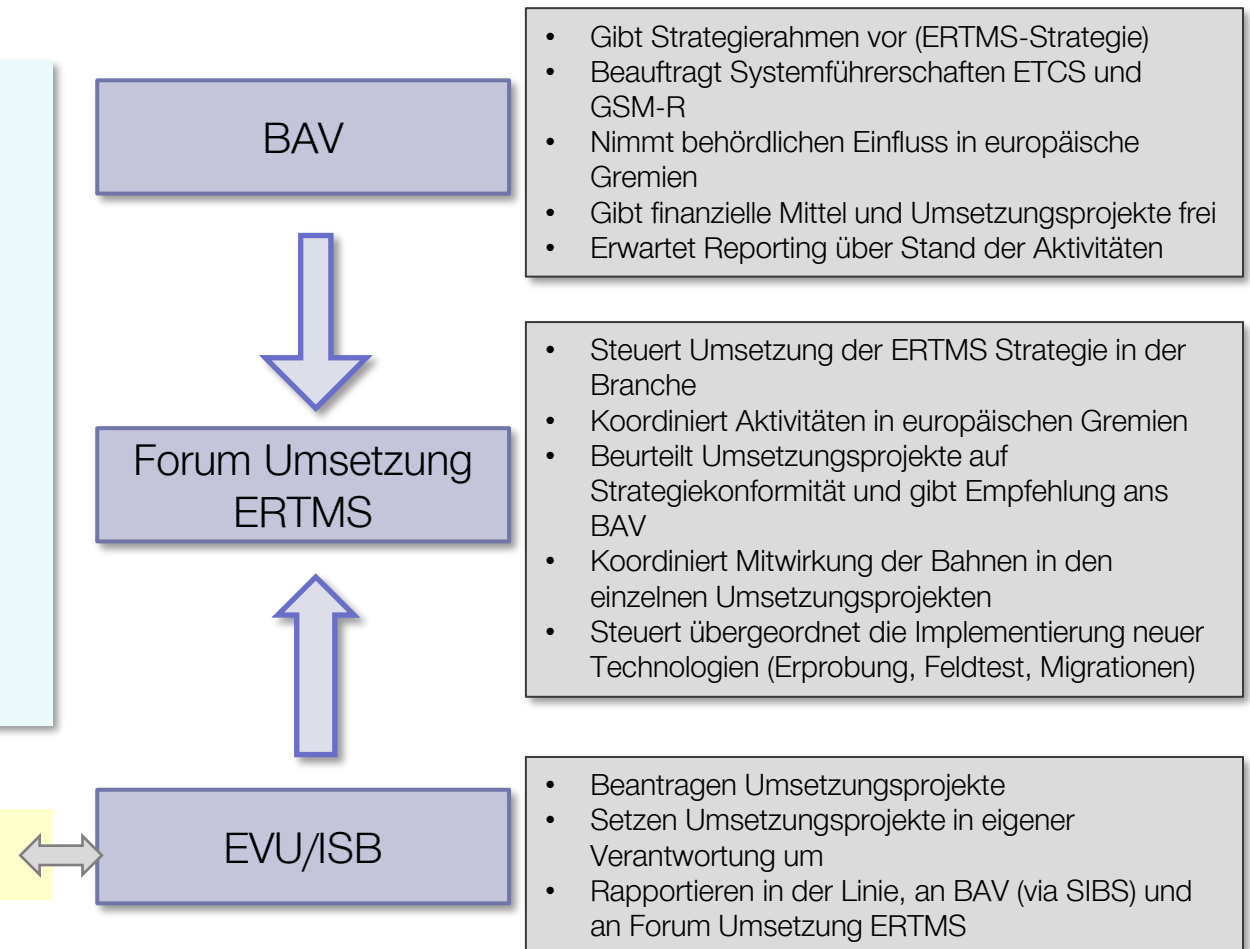 BAV
• Gibt Strategierahmen vor (ERTMS-Strategie)
• Beauftragt Systemführerschaften ETCS und
GSM-R
• Nimmt behördlichen Einfluss in europäische
Gremien
• Gibt finanzielle Mittel und Umsetzungsprojekte frei
• Erwartet Reporting über Stand der Aktivitäten
Forum Umsetzung
ERTMS
• Steuert Umsetzung der ERTMS Strategie in der
Branche
• Koordiniert Aktivitäten in europäischen Gremien
• Beurteilt Umsetzungsprojekte auf
Strategiekonformität und gibt Empfehlung ans
BAV
• Koordiniert Mitwirkung der Bahnen in den
einzelnen Umsetzungsprojekten
• Steuert übergeordnet die Implementierung neuer
Technologien (Erprobung, Feldtest, Migrationen)
EVU/ISB
• Beantragen Umsetzungsprojekte
• Setzen Umsetzungsprojekte in eigener
Verantwortung um
• Rapportieren in der Linie, an BAV (via SIBS) und
an Forum Umsetzung ERTMS